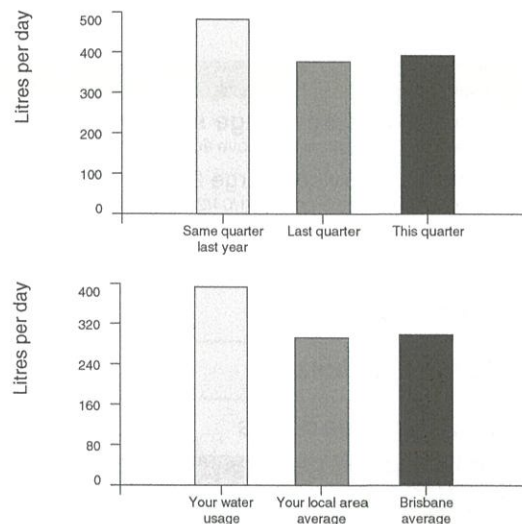 Litres per day
500
400
300
200
100
0
Same quarter
last year
Last quarter
This quarter
Litres per day
400
320
240
160
80
0
Your water
usage
Your local area
average
Brisbane
average